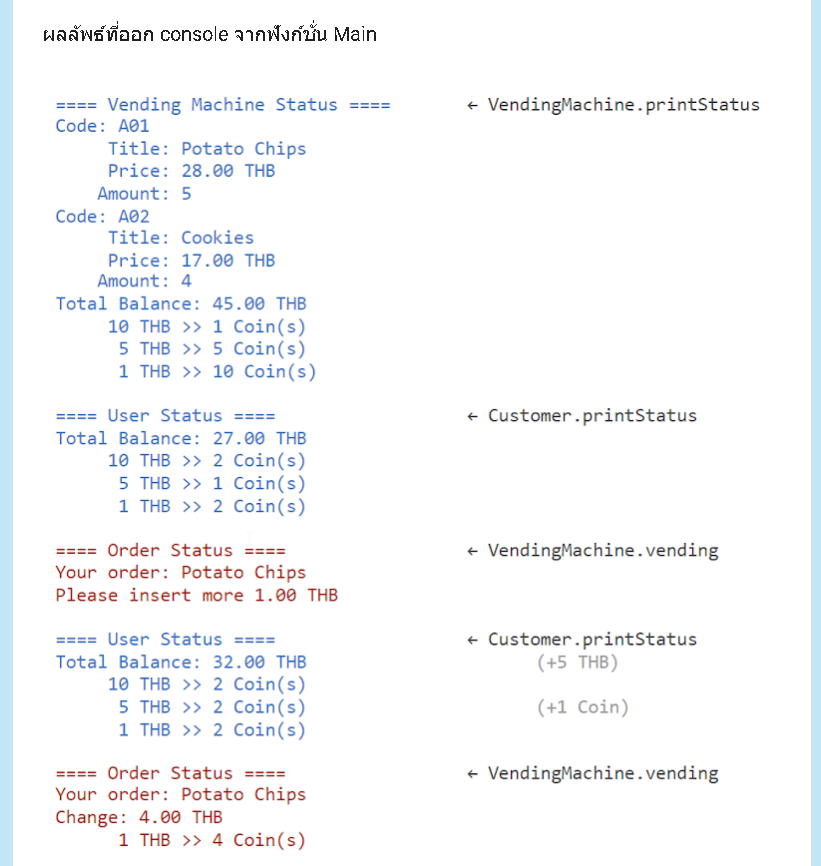 ผลลัพธ์ที่ออก console จากฟังก์ชั่น Main
==== Vending Machine Status ==== ← VendingMachine.printStatus
Code: A01
Title: Potato Chips
Price: 28.00 THB
Amount: 5
Code: A02
Title: Cookies
Price: 17.00 THB
Amount: 4
Total Balance: 45.00 THB
10 THB >> 1 Coin(s)
5 THB >> 5 Coin(s)
1 THB >> 10 Coin(s)
==== User Status ==== ← Customer.printStatus
Total Balance: 27.00 THB
10 THB >> 2 Coin(s)
5 THB >> 1 Coin(s)
1 THB >> 2 Coin(s)
==== Order Status ==== ← VendingMachine.vending
Your order: Potato Chips
Please insert more 1.00 THB
==== User Status ==== ← Customer.printStatus
Total Balance: 32.00 THB (+5 THB)
10 THB >> 2 Coin(s)
5 THB >> 2 Coin(s) (+1 Coin)
1 THB >> 2 Coin(s)
==== Order Status ==== ← VendingMachine.vending
Your order: Potato Chips
Change: 4.00 THB
1 THB >> 4 Coin(s)